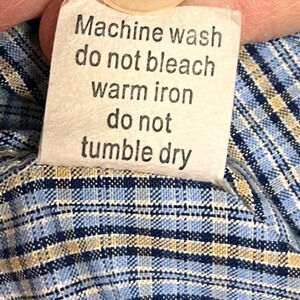 Machine wash
do not bleach
warm iron
do not
tumble dry